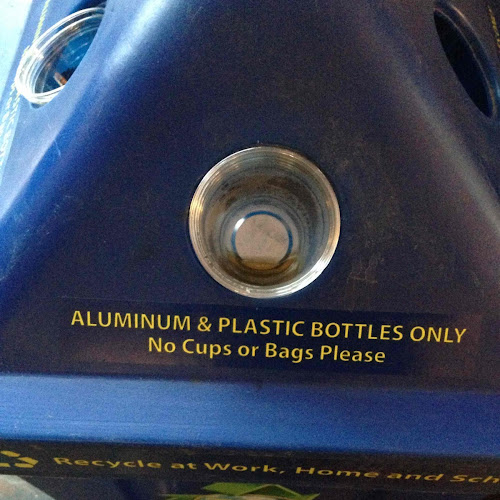 ALUMINUM & PLASTIC BOTTLES ONLY
No Cups or Bags Please
Recycle at Work, Home and